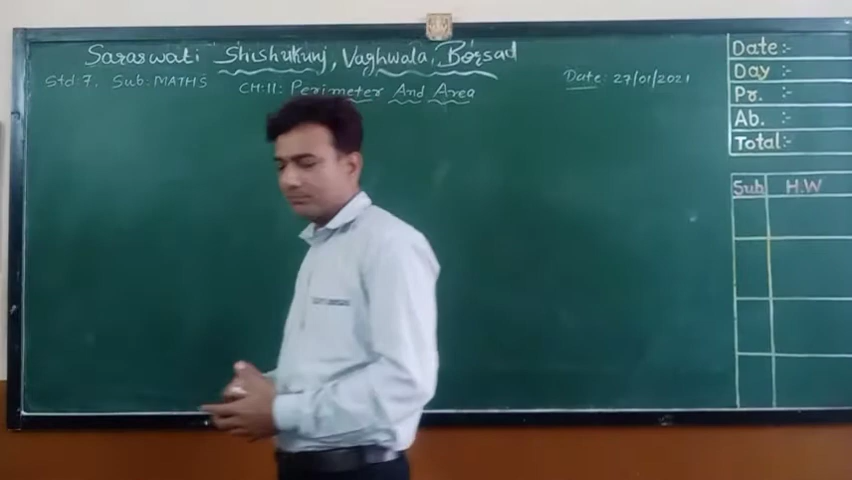 Saraswati Shishukunj, Vaghwala, Borsad
Std:7. Sub: MATHS
CH:11: Perimeter And Area
Date: 27/01/2021
Date:-
Day :-
Pr. :-
Ab. :-
Total:-
Sub H.W